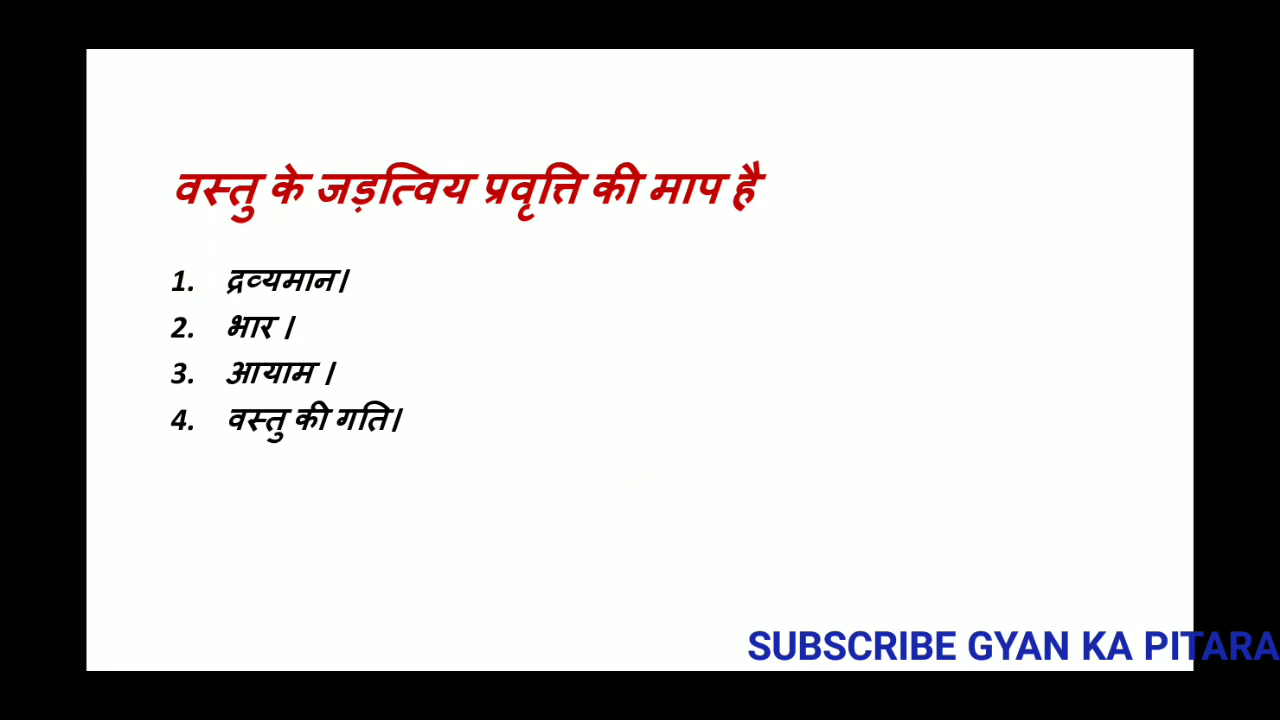 वस्तु के जड़त्विय प्रवृत्ति की माप है
1. द्रव्यमान।
2. भार ।
3. आयाम ।
4. वस्तु की गति।
SUBSCRIBE GYAN KA PITARA